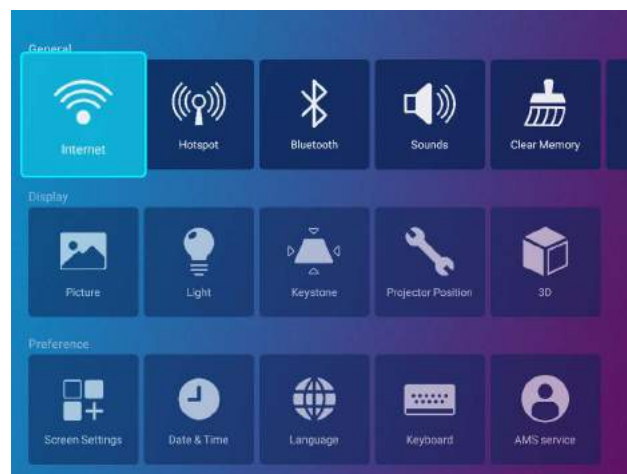 General
Internet
Hotspot
Bluetooth
Sounds
Clear Memory
Display
Picture
Light
Keystone
Projector Position
3D
Preference
Screen Settings
Date & Time
Language
Keyboard
AMS service